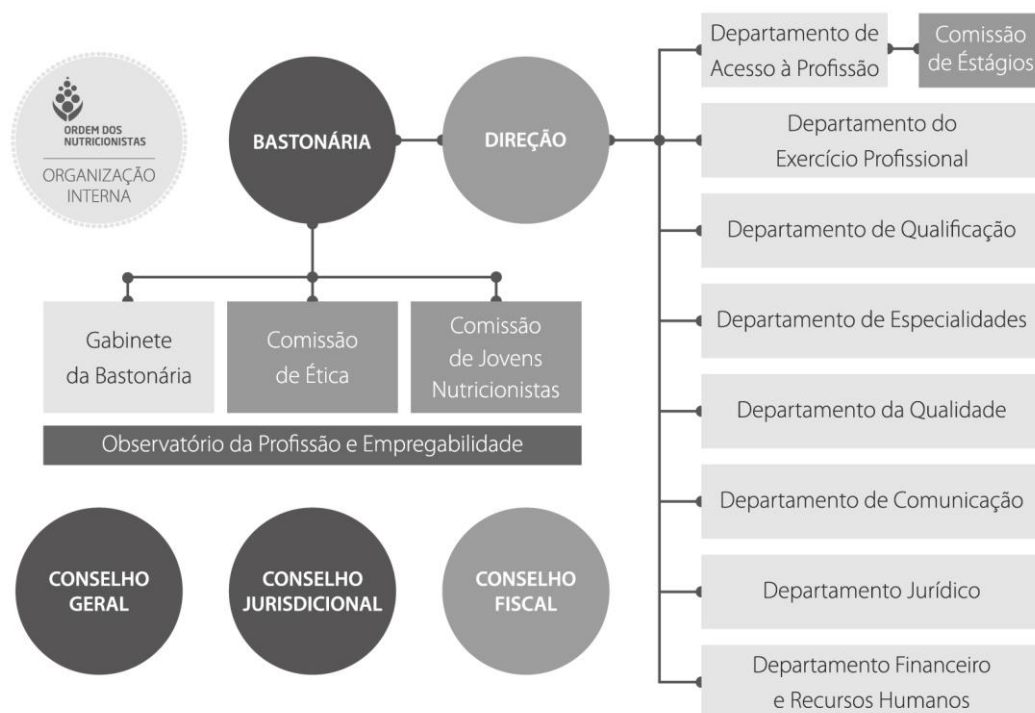 ORDEM DOS
NUTRICIONISTAS
ORGANIZAÇÃO
INTERNA
BASTONÁRIA
DIREÇÃO
Departamento de
Acesso à Profissão
Comissão
de Éstágios
Departamento do
Exercício Profissional
Departamento de Qualificação
Departamento de Especialidades
Departamento da Qualidade
Departamento de Comunicação
Departamento Jurídico
Departamento Financeiro
e Recursos Humanos
Gabinete
da Bastonária
Comissão
de Ética
Comissão
de Jovens
Nutricionistas
Observatório da Profissão e Empregabilidade
CONSELHO
GERAL
CONSELHO
JURISDICIONAL
CONSELHO
FISCAL